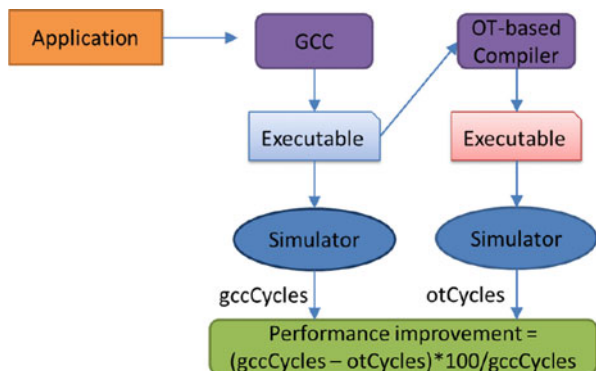 Application
GCC
OT-based
Compiler
Executable
Executable
Simulator
Simulator
gccCycles
otCycles
Performance improvement =
(gccCycles – otCycles)*100/gccCycles